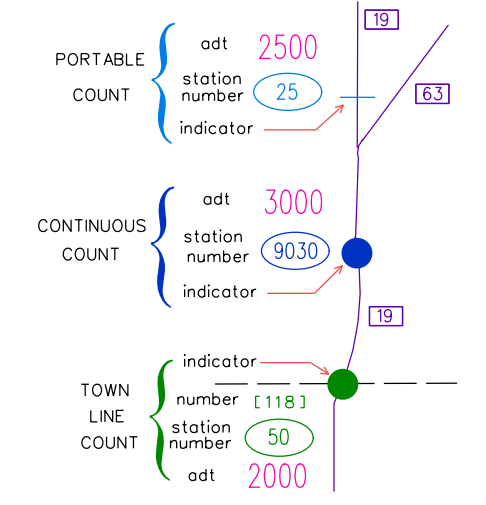 19
adt 2500
PORTABLE
COUNT
station
number 25
63
indicator
adt 3000
CONTINUOUS
COUNT
station
number 9030
indicator
19
indicator
TOWN
LINE
COUNT
number [118]
station
number 50
adt 2000